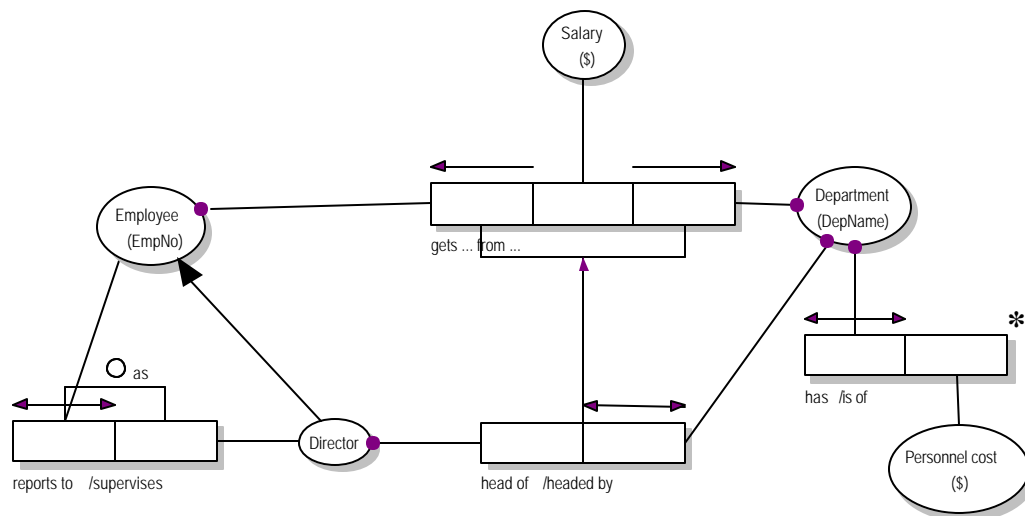 Salary
($)
Employee
(EmpNo)
Department
(DepName)
gets ... from ...
*
as
has /is of
Director
Personnel cost
($)
reports to /supervises
head of /headed by